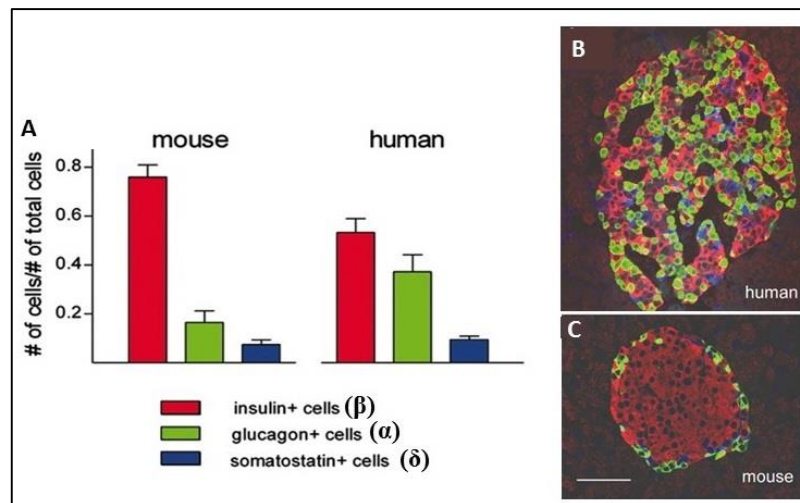 A
mouse
human
# of cells/# of total cells
0.8
0.6
0.4
0.2
insulin+ cells (β)
glucagon+ cells (α)
somatostatin+ cells (δ)
B
human
C
mouse